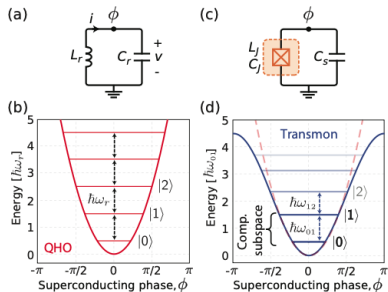 (a)
i
ϕ
L_r
C_r
+
v
-
(c)
ϕ
L_J
C_J
C_s
(b)
Energy [ℏω_r]
5
4
3
2
1
0
ℏω_r
|2⟩
|1⟩
|0⟩
QHO
-π -π/2 0 π/2 π
Superconducting phase, ϕ
(d)
Energy [ℏω_01]
5
4
3
2
1
0
Transmon
ℏω_12
|2⟩
|1⟩
ℏω_01
|0⟩
Comp.
subspace
-π -π/2 0 π/2 π
Superconducting phase, ϕ